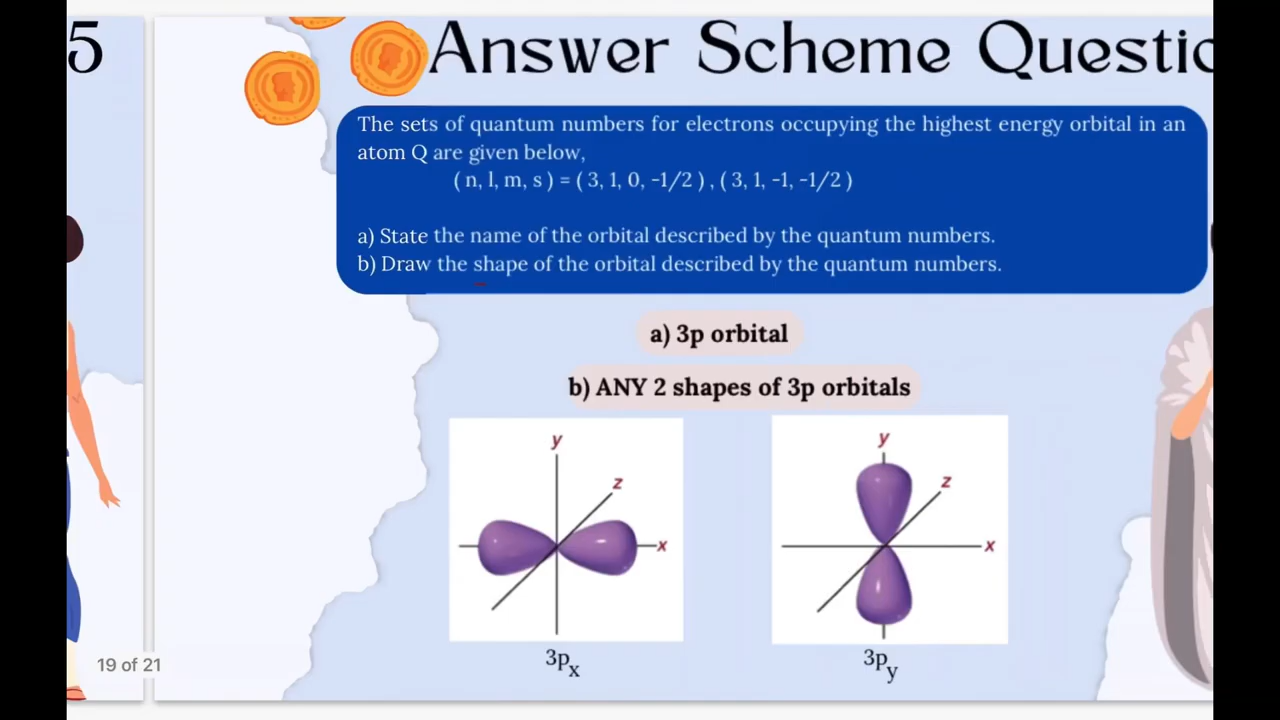 5
Answer Scheme Questio
The sets of quantum numbers for electrons occupying the highest energy orbital in an
atom Q are given below,
( n, l, m, s ) = ( 3, 1, 0, -1/2 ) , ( 3, 1, -1, -1/2 )
a) State the name of the orbital described by the quantum numbers.
b) Draw the shape of the orbital described by the quantum numbers.
a) 3p orbital
b) ANY 2 shapes of 3p orbitals
y
z
x
3px
y
z
x
3py
19 of 21